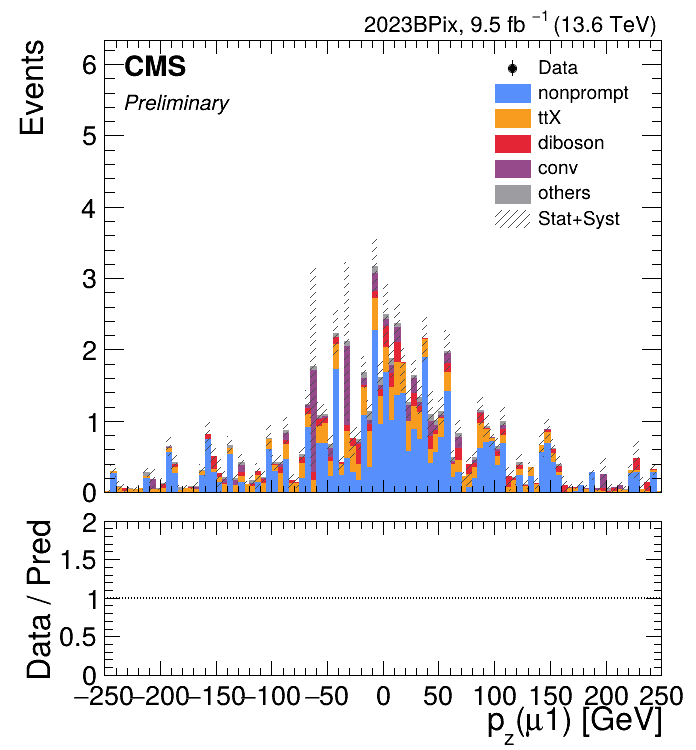 2023BPix, 9.5 fb⁻¹ (13.6 TeV)
Events
CMS
Preliminary
Data
nonprompt
ttX
diboson
conv
others
Stat+Syst
6
5
4
3
2
1
0
Data / Pred
2
1.5
1
0.5
0
−250 −200 −150 −100 −50 0 50 100 150 200 250
p_z(μ1) [GeV]